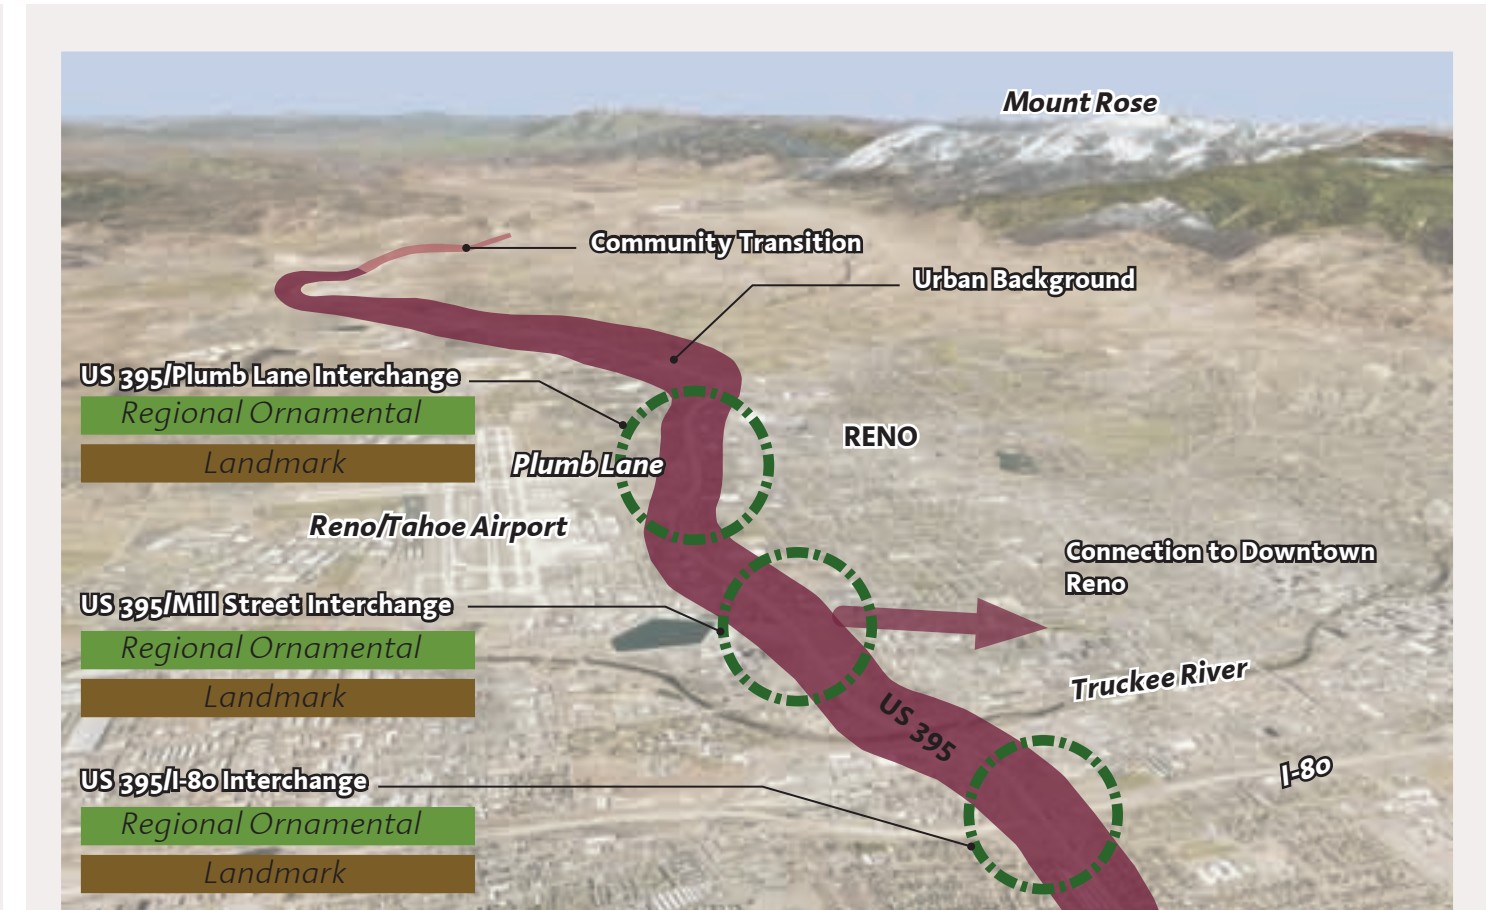 Mount Rose
Community Transition
Urban Background
US 395/Plumb Lane Interchange
Regional Ornamental
Landmark
RENO
Plumb Lane
Reno/Tahoe Airport
Connection to Downtown
Reno
US 395/Mill Street Interchange
Regional Ornamental
Landmark
Truckee River
US 395
I-80
US 395/I-80 Interchange
Regional Ornamental
Landmark